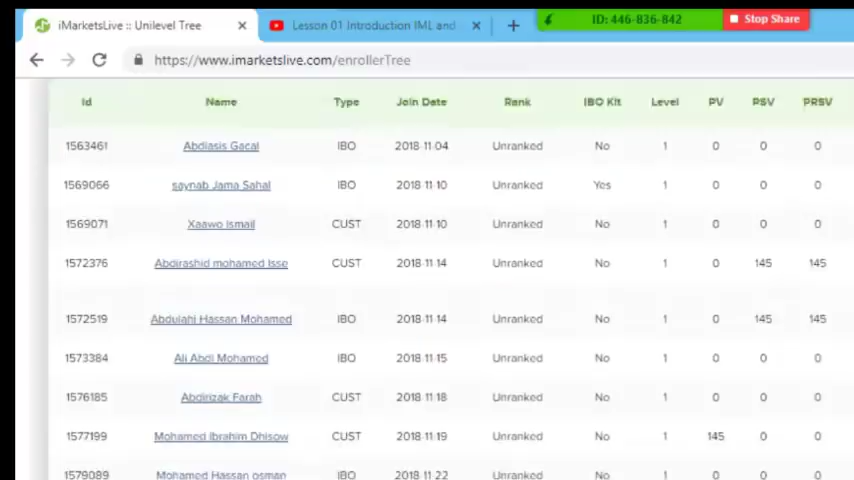 iMarketsLive :: Unilevel Tree Lesson 01 Introduction IML and ID: 446-836-842 Stop Share
https://www.imarketslive.com/enrollerTree
Id Name Type Join Date Rank IBO Kit Level PV PSV PRSV
1563461 Abdiasis Gacal IBO 2018-11-04 Unranked No 1 0 0 0
1569066 saynab Jama Sahal IBO 2018-11-10 Unranked Yes 1 0 0 0
1569071 Xaawo Ismail CUST 2018-11-10 Unranked No 1 0 0 0
1572376 Abdirashid mohamed Isse CUST 2018-11-14 Unranked No 1 0 145 145
1572519 Abdulahi Hassan Mohamed IBO 2018-11-14 Unranked No 1 0 145 145
1573384 Ali Abdi Mohamed IBO 2018-11-15 Unranked No 1 0 0 0
1576185 Abdirizak Farah CUST 2018-11-18 Unranked No 1 0 0 0
1577199 Mohamed Ibrahim Dhisow CUST 2018-11-19 Unranked No 1 145 0 0
1579089 Mohamed Hassan osman IBO 2018-11-22 Unranked No 1 0 0 0